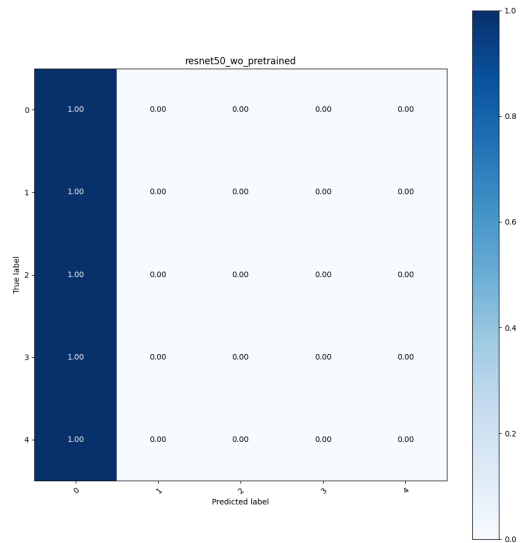 resnet50_wo_pretrained
1.0
0.8
0.6
0.4
0.2
0.0
True label
0 1.00 0.00 0.00 0.00 0.00
1 1.00 0.00 0.00 0.00 0.00
2 1.00 0.00 0.00 0.00 0.00
3 1.00 0.00 0.00 0.00 0.00
4 1.00 0.00 0.00 0.00 0.00
0 1 2 3 4
Predicted label